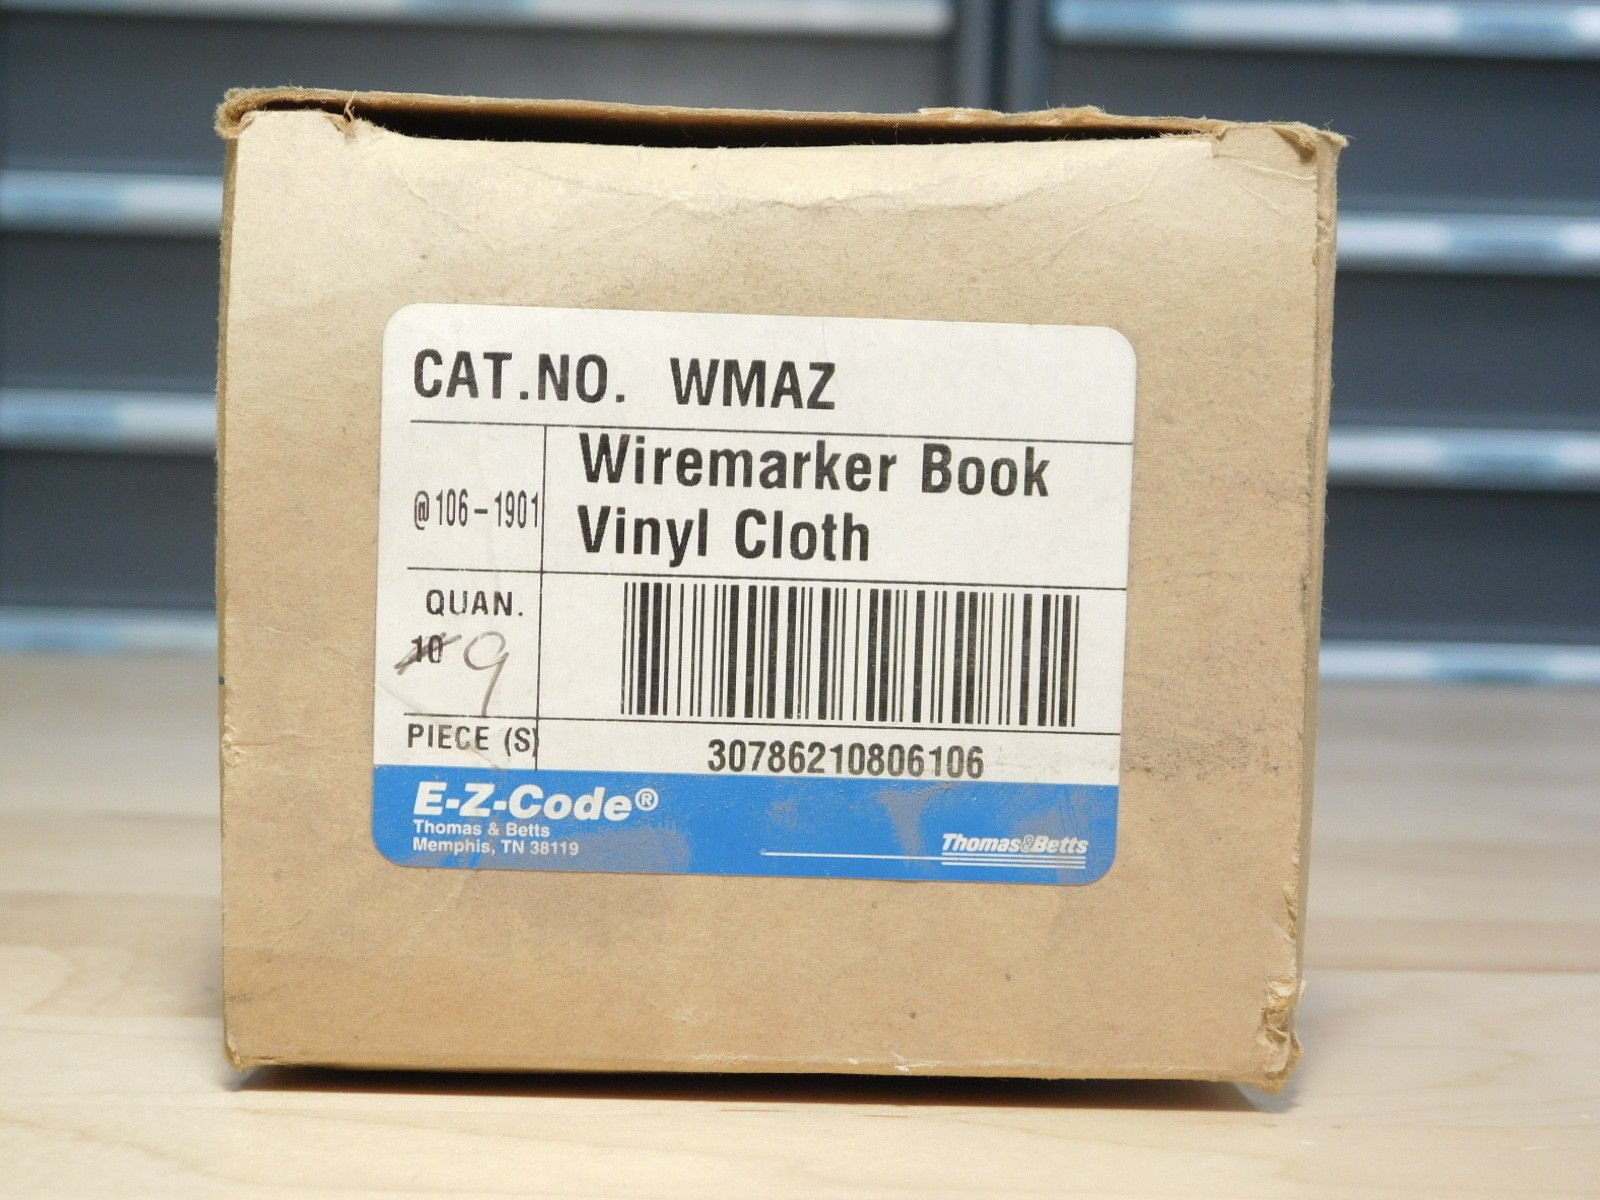 CAT.NO. WMAZ
Wiremarker Book
@106-1901
Vinyl Cloth
QUAN.
10 9
PIECE (S)
30786210806106
E-Z-Code®
Thomas & Betts
Memphis, TN 38119
Thomas&Betts